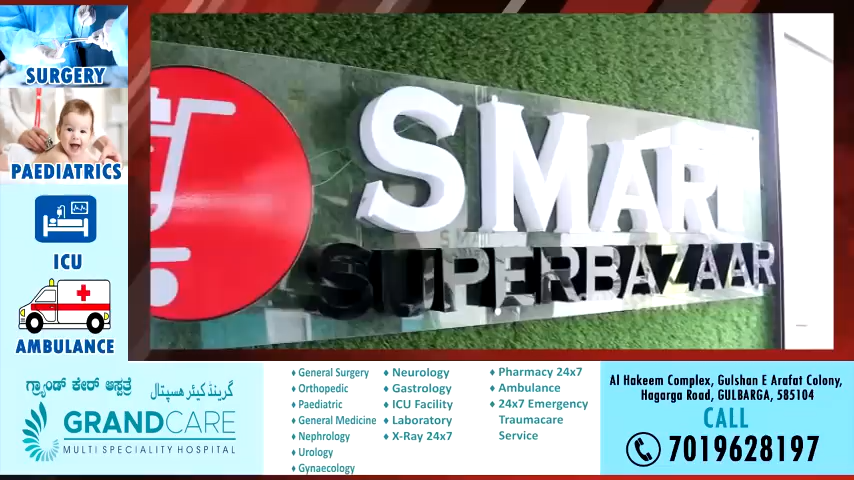 SURGERY
PAEDIATRICS
ICU
AMBULANCE
SMART
SUPERBAZAAR
ಗ್ರ್ಯಾಂಡ್ ಕೇರ್ ಆಸ್ಪತ್ರೆ
گرینڈ کیئر ھسپتال
GRANDCARE
MULTI SPECIALITY HOSPITAL
♦ General Surgery
♦ Orthopedic
♦ Paediatric
♦ General Medicine
♦ Nephrology
♦ Urology
♦ Gynaecology
♦ Neurology
♦ Gastrology
♦ ICU Facility
♦ Laboratory
♦ X-Ray 24x7
♦ Pharmacy 24x7
♦ Ambulance
♦ 24x7 Emergency
Traumacare
Service
Al Hakeem Complex, Gulshan E Arafat Colony,
Hagarga Road, GULBARGA, 585104
CALL
7019628197